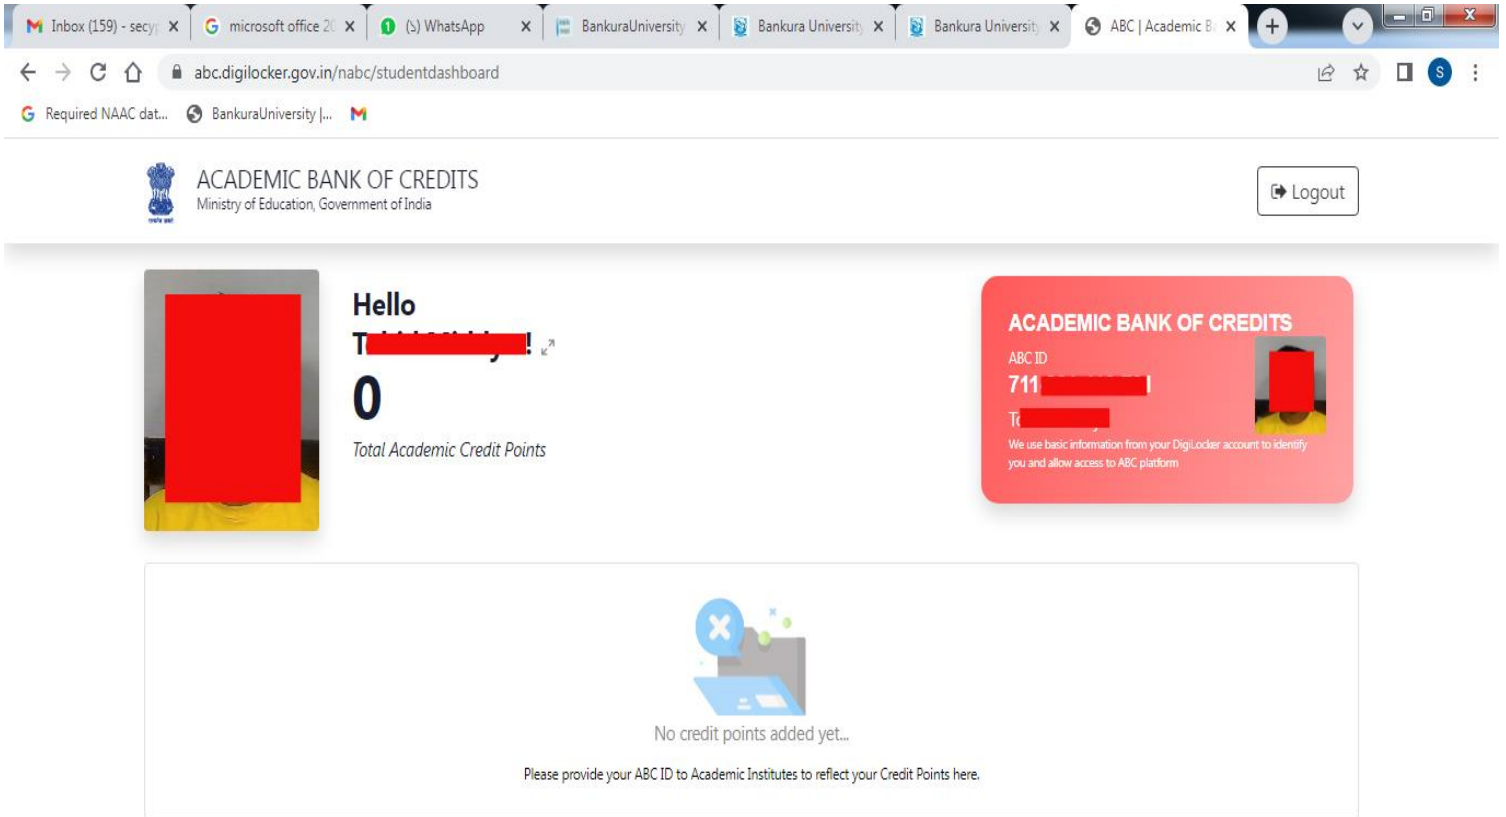 Inbox (159) - secy
microsoft office 20
WhatsApp
BankuraUniversity
Bankura University
Bankura University
ABC | Academic B
abc.digilocker.gov.in/nabc/studentdashboard
S
Required NAAC dat...
BankuraUniversity |...
ACADEMIC BANK OF CREDITS
Ministry of Education, Government of India
Logout
Hello
!
0
Total Academic Credit Points
ACADEMIC BANK OF CREDITS
ABC ID
711
We use basic information from your DigiLocker account to identify
you and allow access to ABC platform
No credit points added yet...
Please provide your ABC ID to Academic Institutes to reflect your Credit Points here.